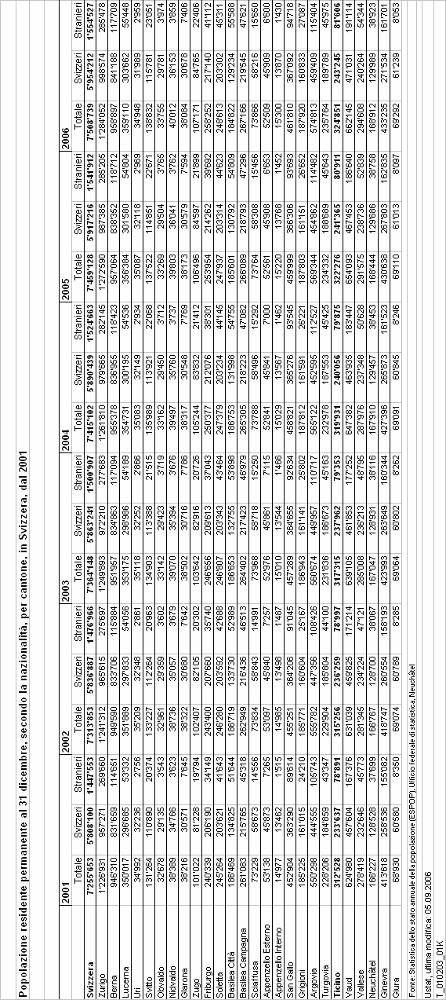 Popolazione residente permanente al 31 dicembre, secondo la nazionalità, per cantone, in Svizzera, dal 2001
2001 2002 2003 2004 2005 2006
Totale Svizzeri Stranieri Totale Svizzeri Stranieri Totale Svizzeri Stranieri Totale Svizzeri Stranieri Totale Svizzeri Stranieri Totale Svizzeri Stranieri
Svizzera 7'255'653 5'808'100 1'447'553 7'313'853 5'836'887 1'476'966 7'364'148 5'863'241 1'500'907 7'415'102 5'890'439 1'524'663 7'459'128 5'917'216 1'541'912 7'508'739 5'954'212 1'554'527
Zurigo 1'226'931 957'271 269'660 1'241'312 965'615 275'697 1'249'893 972'210 277'683 1'261'810 979'665 282'145 1'272'590 987'385 285'205 1'284'052 998'574 285'478
Berna 946'310 831'659 114'651 949'590 833'706 115'884 951'957 834'863 117'094 955'378 836'955 118'423 957'064 838'352 118'712 958'897 841'188 117'709
Lucerna 350'017 296'685 53'332 351'889 297'833 54'056 353'175 298'986 54'189 354'731 300'195 54'536 356'384 301'580 54'804 359'110 303'662 55'448
Uri 34'992 32'236 2'756 35'209 32'348 2'861 35'118 32'252 2'866 35'083 32'149 2'934 35'087 32'118 2'969 34'948 31'989 2'959
Svitto 131'264 110'890 20'374 133'227 112'264 20'963 134'903 113'388 21'515 135'989 113'921 22'068 137'522 114'851 22'671 138'832 115'781 23'051
Obvaldo 32'678 29'135 3'543 32'961 29'359 3'602 33'142 29'423 3'719 33'162 29'450 3'712 33'269 29'504 3'765 33'755 29'781 3'974
Nidvaldo 38'389 34'766 3'623 38'736 35'057 3'679 39'070 35'394 3'676 39'497 35'760 3'737 39'803 36'041 3'762 40'012 36'153 3'859
Glarona 38'216 30'571 7'645 38'322 30'680 7'642 38'502 30'716 7'786 38'317 30'548 7'769 38'173 30'579 7'594 38'084 30'678 7'406
Zugo 101'022 81'228 19'794 102'407 82'105 20'302 103'642 82'916 20'726 105'244 83'832 21'412 106'496 84'597 21'899 107'171 84'765 22'406
Friburgo 240'339 206'190 34'149 243'400 207'660 35'740 246'656 209'613 37'043 250'377 212'076 38'301 253'954 214'262 39'692 258'252 217'140 41'112
Soletta 245'264 203'621 41'643 246'280 203'592 42'688 246'807 203'343 43'464 247'379 203'234 44'145 247'937 203'314 44'623 248'613 203'302 45'311
Basilea Città 186'469 134'825 51'644 186'719 133'730 52'989 186'653 132'755 53'898 186'753 131'998 54'755 185'601 130'792 54'809 184'822 129'234 55'588
Basilea Campagna 261'083 215'765 45'318 262'949 216'436 46'513 264'402 217'423 46'979 265'305 218'223 47'082 266'089 218'793 47'296 267'166 219'545 47'621
Sciaffusa 73'229 58'673 14'556 73'834 58'843 14'991 73'968 58'718 15'250 73'788 58'496 15'292 73'764 58'308 15'456 73'866 58'216 15'650
Appenzello Esterno 53'138 45'873 7'265 53'097 45'840 7'257 52'976 45'861 7'115 52'841 45'841 7'000 52'561 45'908 6'653 52'509 45'909 6'600
Appenzello Interno 14'977 13'462 1'515 14'985 13'498 1'487 15'010 13'544 1'466 15'029 13'567 1'462 15'220 13'768 1'452 15'300 13'870 1'430
San Gallo 452'904 363'290 89'614 455'251 364'206 91'045 457'289 364'655 92'634 458'821 365'276 93'545 459'999 366'306 93'693 461'810 367'092 94'718
Grigioni 185'225 161'015 24'210 185'771 160'604 25'167 186'943 161'141 25'802 187'812 161'591 26'221 187'803 161'151 26'652 187'920 160'833 27'087
Argovia 550'298 444'555 105'743 555'782 447'356 108'426 560'674 449'957 110'717 565'122 452'595 112'527 569'344 454'862 114'482 574'813 459'409 115'404
Turgovia 228'206 184'859 43'347 229'904 185'804 44'100 231'836 186'673 45'163 232'978 187'553 45'425 234'332 188'689 45'643 235'764 189'789 45'975
Ticino 312'528 233'637 78'891 315'256 236'259 78'997 317'315 237'962 79'353 319'931 240'056 79'875 322'276 241'365 80'911 324'851 243'245 81'606
Vaud 624'980 457'604 167'376 631'039 459'825 171'214 639'105 461'853 177'252 647'382 463'935 183'447 654'093 467'453 186'640 662'145 471'031 191'114
Vallese 278'419 232'646 45'773 281'345 234'224 47'121 285'008 236'213 48'795 287'976 237'348 50'628 291'575 238'736 52'839 294'608 240'264 54'344
Neuchâtel 166'227 128'528 37'699 166'767 128'700 38'067 167'047 128'931 38'116 167'910 129'457 38'453 168'444 129'686 38'758 168'912 129'989 38'923
Ginevra 413'618 258'536 155'082 418'747 260'554 158'193 423'993 263'649 160'344 427'396 265'873 161'523 430'638 267'803 162'835 433'235 271'534 161'701
Giura 68'930 60'580 8'350 69'074 60'789 8'285 69'064 60'802 8'262 69'091 60'845 8'246 69'110 61'013 8'097 69'292 61'239 8'053
Fonte: Statistica dello stato annuale della popolazione (ESPOP), Ufficio federale di statistica, Neuchâtel
Ustat, ultima modifica: 05.09.2006
T_010203_01K